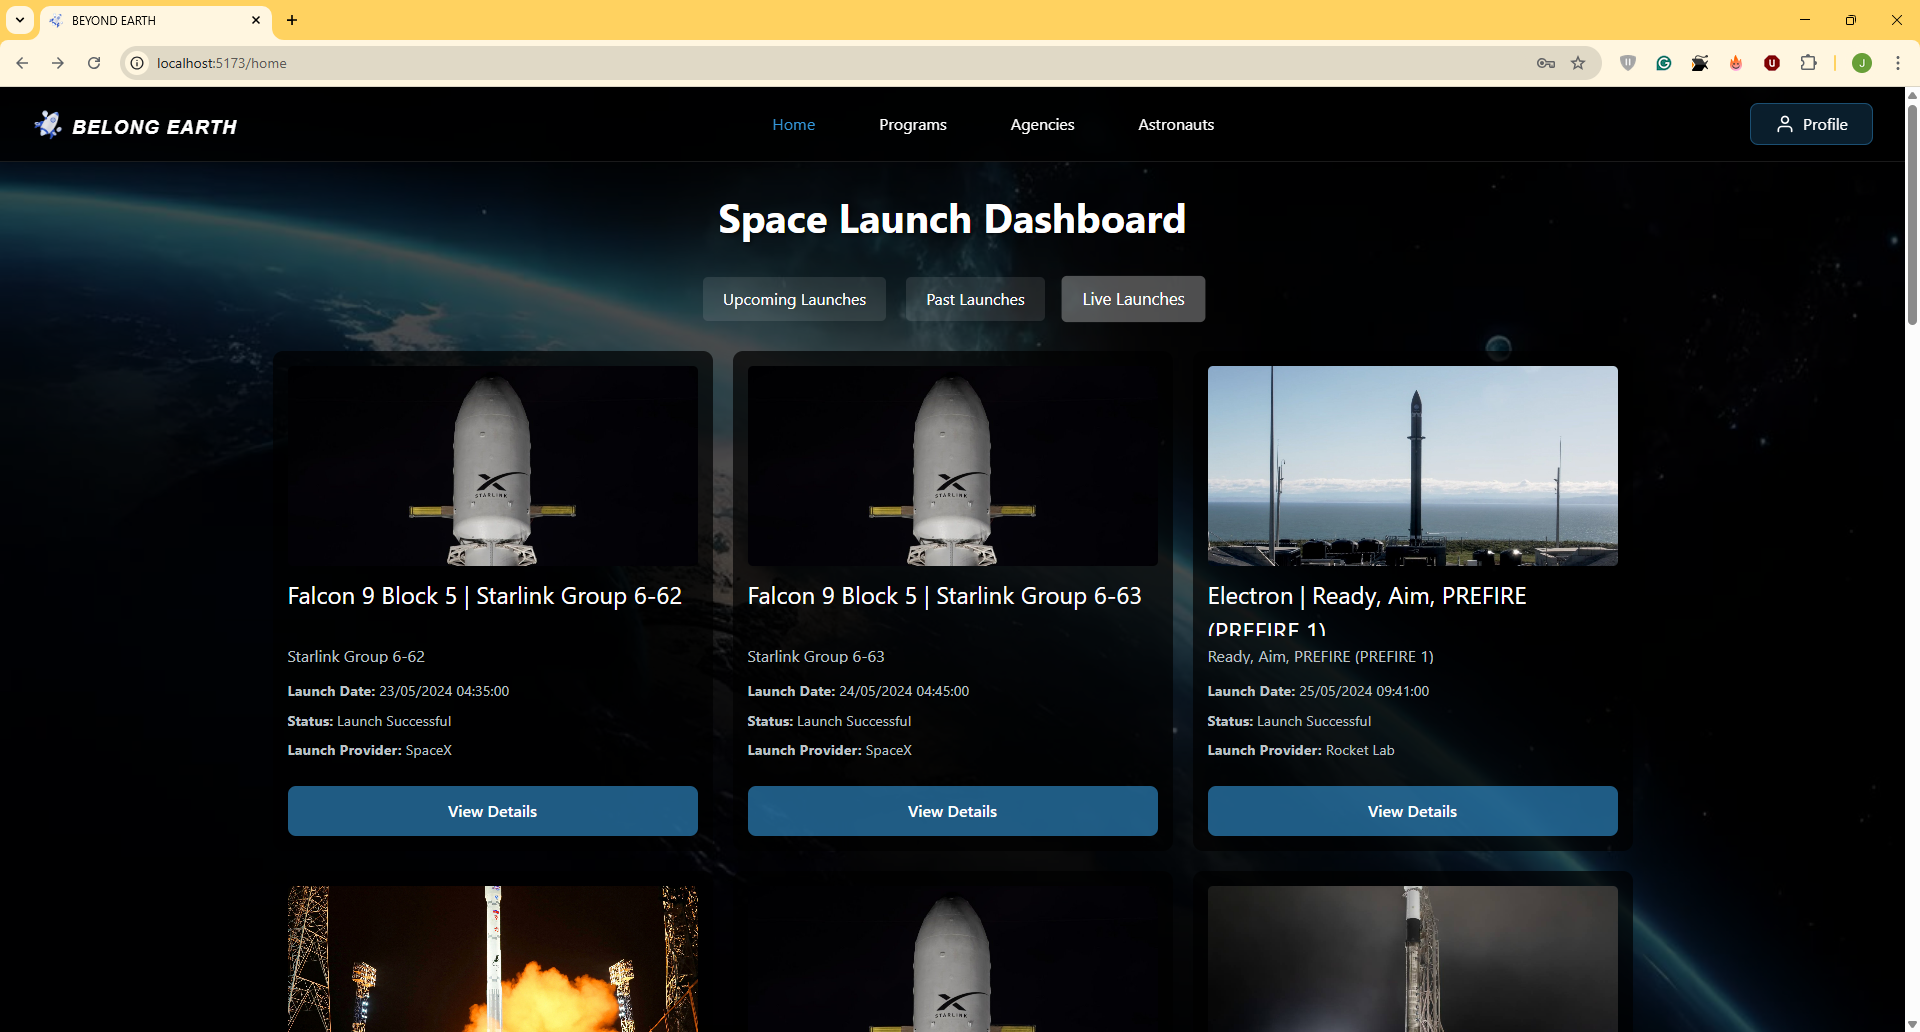 BEYOND EARTH
localhost:5173/home
J
BELONG EARTH
Home
Programs
Agencies
Astronauts
Profile
Space Launch Dashboard
Upcoming Launches
Past Launches
Live Launches
STARLINK
STARLINK
Falcon 9 Block 5 | Starlink Group 6-62
Starlink Group 6-62
Launch Date: 23/05/2024 04:35:00
Status: Launch Successful
Launch Provider: SpaceX
View Details
Falcon 9 Block 5 | Starlink Group 6-63
Starlink Group 6-63
Launch Date: 24/05/2024 04:45:00
Status: Launch Successful
Launch Provider: SpaceX
View Details
Electron | Ready, Aim, PREFIRE
(PREFIRE 1)
Ready, Aim, PREFIRE (PREFIRE 1)
Launch Date: 25/05/2024 09:41:00
Status: Launch Successful
Launch Provider: Rocket Lab
View Details
STARLINK